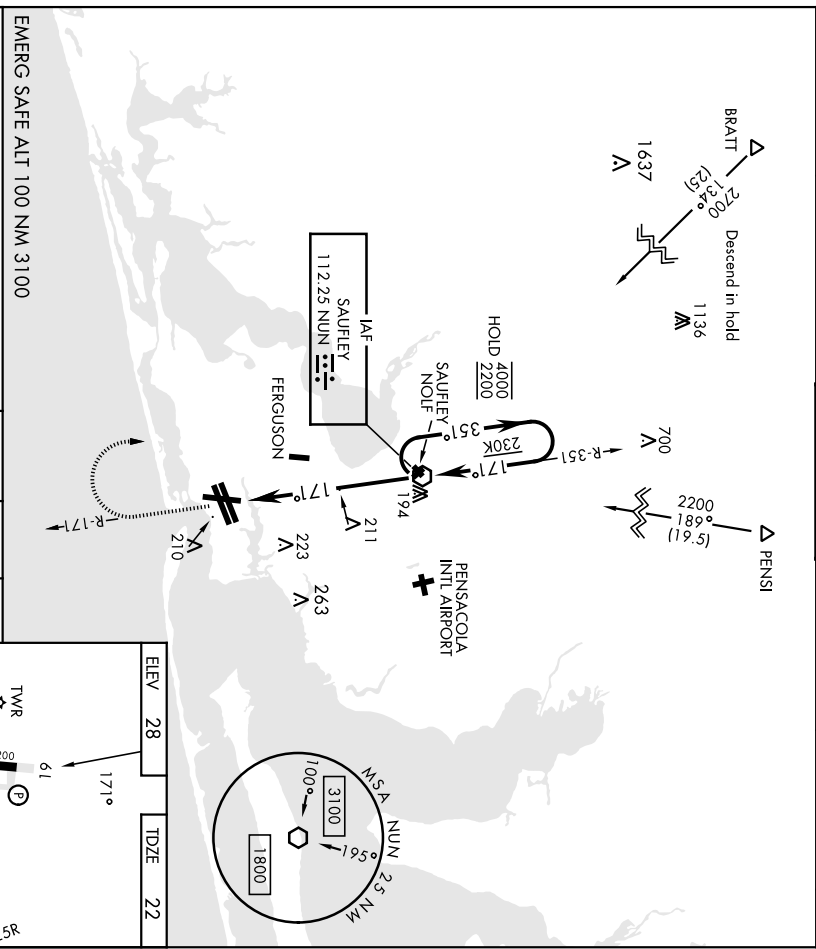 BRATT
2700
134°
(25)
1637
Descend in hold
1136
HOLD 4000
2200
SAUFLEY
NOLF
351°
230K
171°
R-351
700
2200
189°
(19.5)
PENSI
IAF
SAUFLEY
112.25 NUN
FERGUSON
194
171°
211
PENSACOLA
INTL AIRPORT
223
263
210
R-171
EMERG SAFE ALT 100 NM 3100
MSA NUN 25 NM
100°
3100
195°
1800
ELEV 28
TDZE 22
TWR
19
171°
P
5R